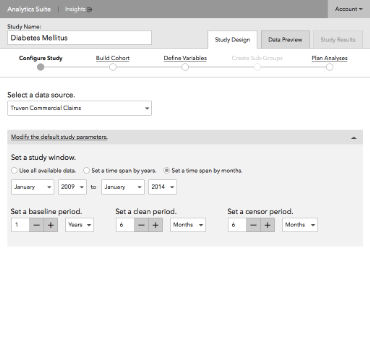 Analytics Suite | Insights
Account
Study Name:
Diabetes Mellitus
Study Design Data Preview Study Results
Configure Study Build Cohort Define Variables Create Sub-Groups Plan Analyses
Select a data source.
Truven Commercial Claims
Modify the default study parameters.
Set a study window.
Use all available data. Set a time span by years. Set a time span by months.
January 2009 to January 2014
Set a baseline period. Set a clean period. Set a censor period.
1 − + Years 6 − + Months 6 − + Months